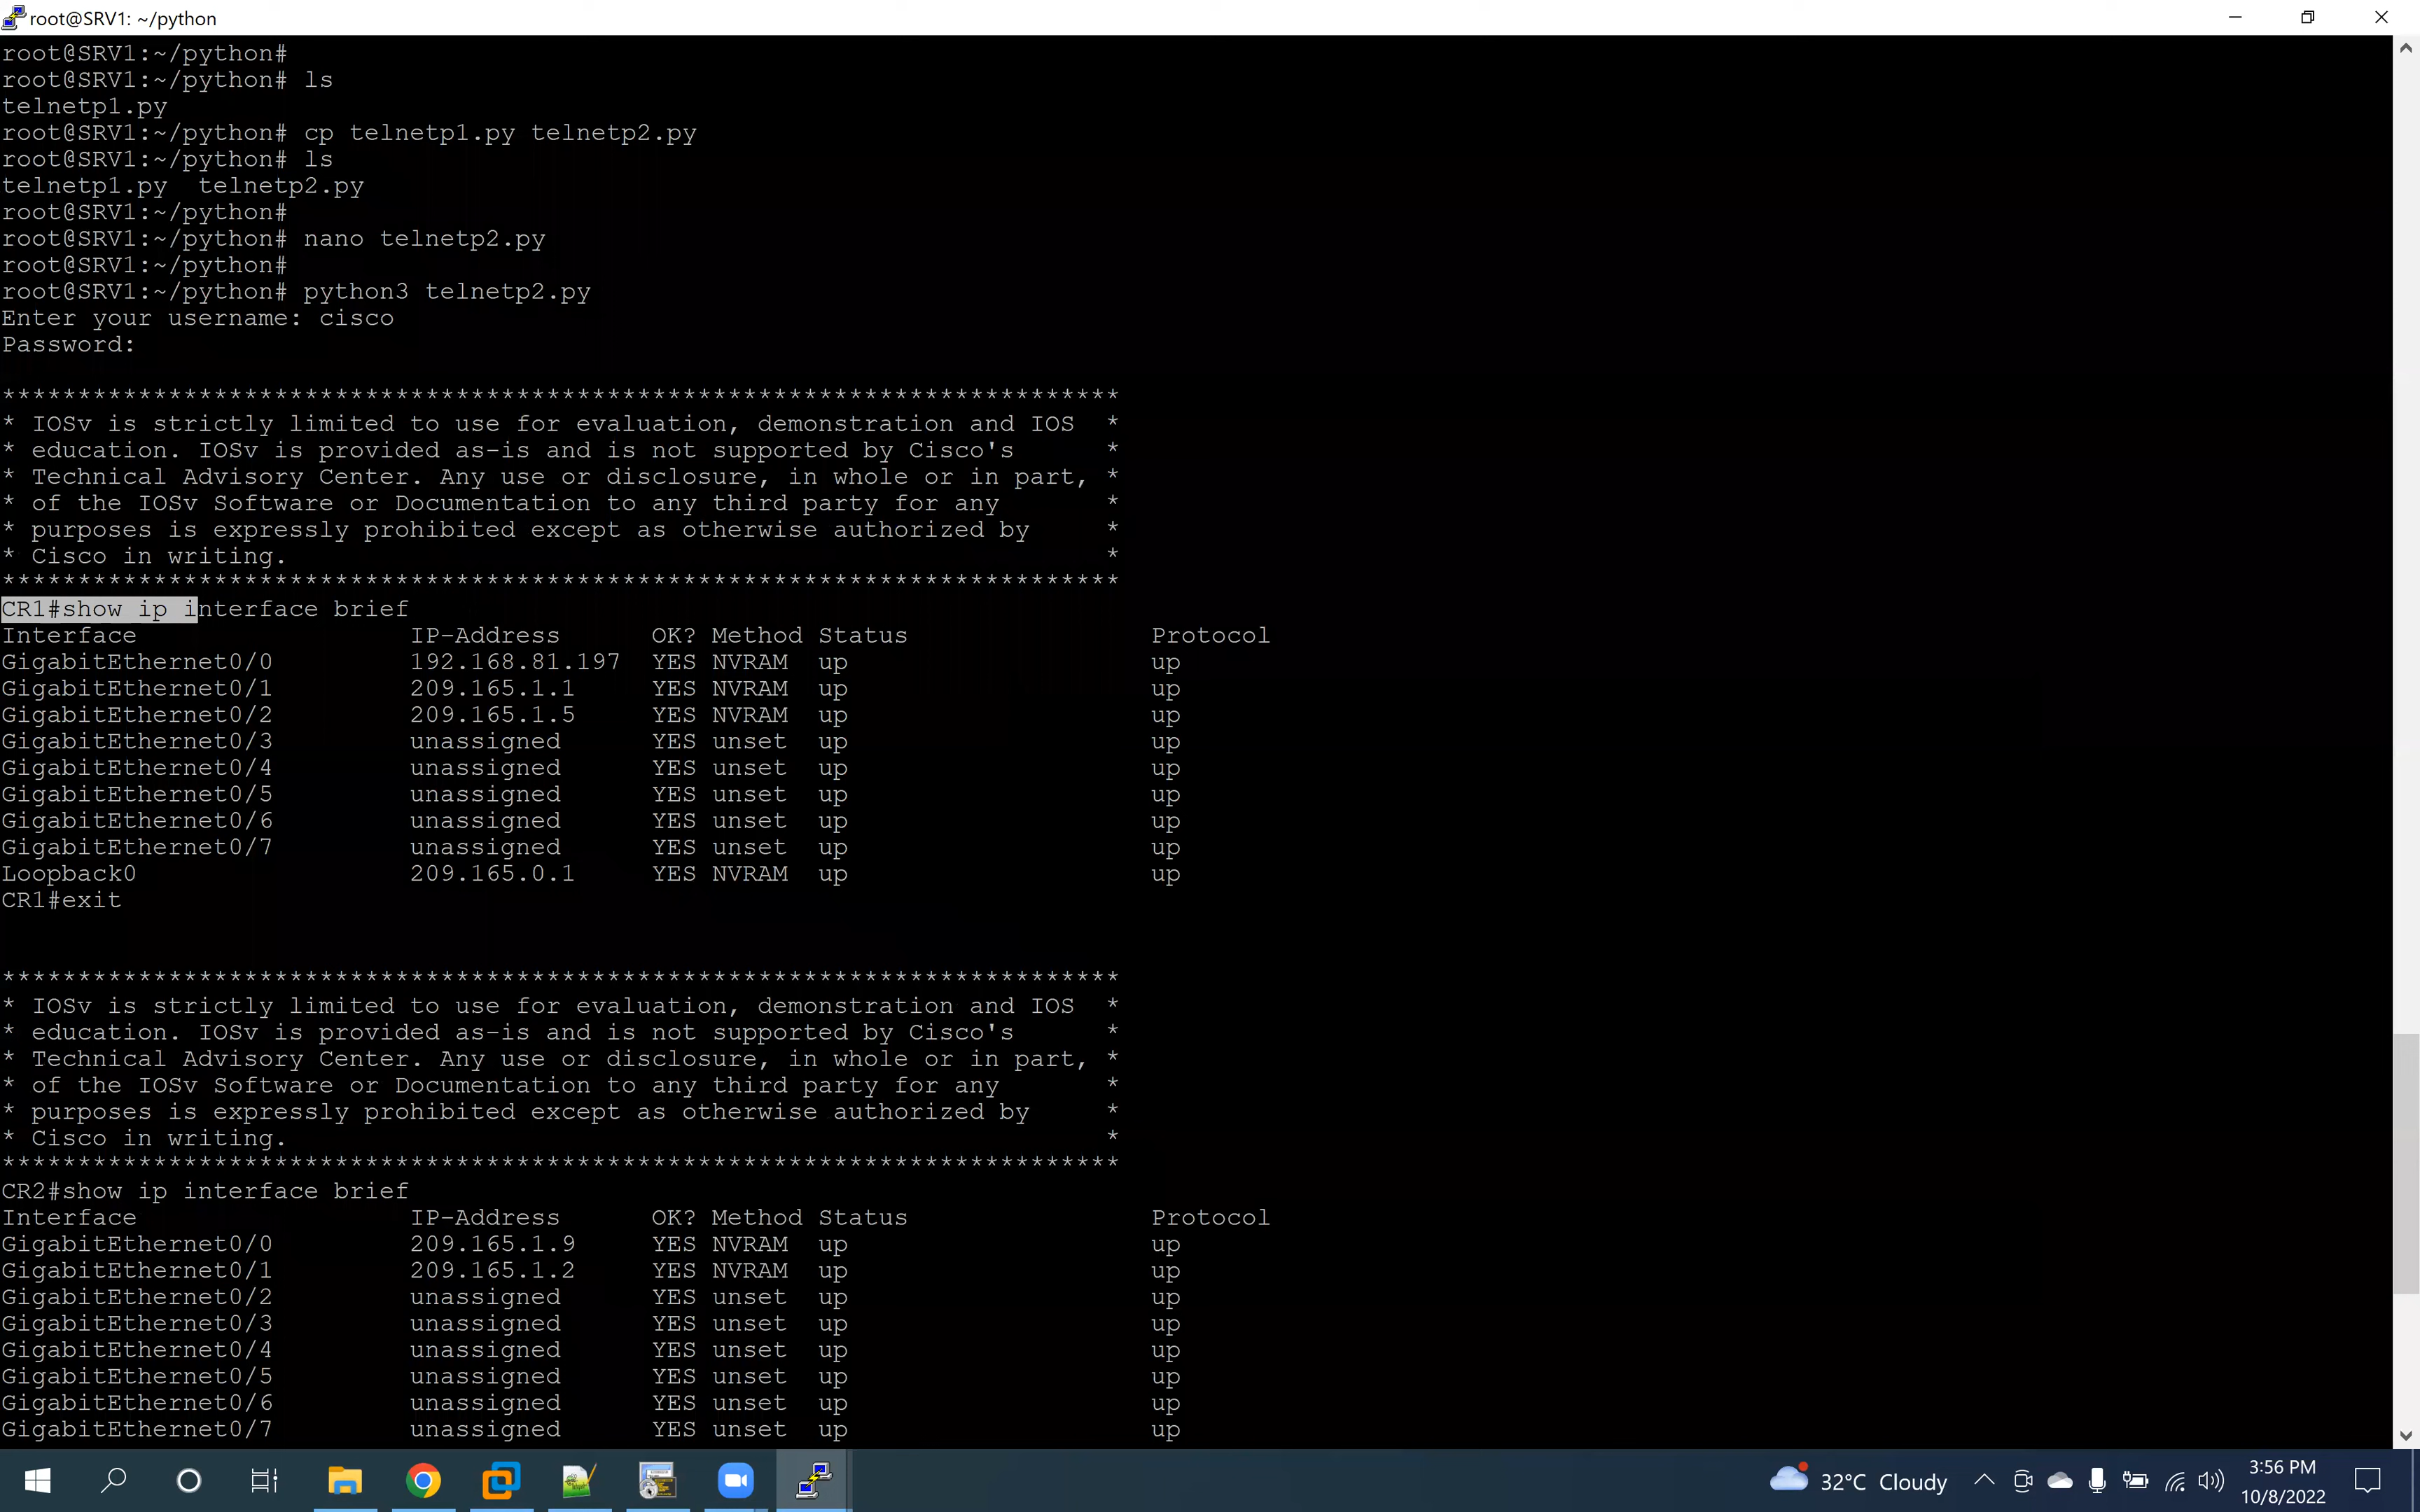 root@SRV1: ~/python
root@SRV1:~/python#
root@SRV1:~/python# ls
telnetp1.py
root@SRV1:~/python# cp telnetp1.py telnetp2.py
root@SRV1:~/python# ls
telnetp1.py  telnetp2.py
root@SRV1:~/python#
root@SRV1:~/python# nano telnetp2.py
root@SRV1:~/python#
root@SRV1:~/python# python3 telnetp2.py
Enter your username: cisco
Password:
**************************************************************************
* IOSv is strictly limited to use for evaluation, demonstration and IOS  *
* education. IOSv is provided as-is and is not supported by Cisco's      *
* Technical Advisory Center. Any use or disclosure, in whole or in part, *
* of the IOSv Software or Documentation to any third party for any       *
* purposes is expressly prohibited except as otherwise authorized by     *
* Cisco in writing.                                                      *
**************************************************************************
CR1#show ip interface brief
Interface                  IP-Address      OK? Method Status                Protocol
GigabitEthernet0/0         192.168.81.197  YES NVRAM  up                    up
GigabitEthernet0/1         209.165.1.1     YES NVRAM  up                    up
GigabitEthernet0/2         209.165.1.5     YES NVRAM  up                    up
GigabitEthernet0/3         unassigned      YES unset  up                    up
GigabitEthernet0/4         unassigned      YES unset  up                    up
GigabitEthernet0/5         unassigned      YES unset  up                    up
GigabitEthernet0/6         unassigned      YES unset  up                    up
GigabitEthernet0/7         unassigned      YES unset  up                    up
Loopback0                  209.165.0.1     YES NVRAM  up                    up
CR1#exit
**************************************************************************
* IOSv is strictly limited to use for evaluation, demonstration and IOS  *
* education. IOSv is provided as-is and is not supported by Cisco's      *
* Technical Advisory Center. Any use or disclosure, in whole or in part, *
* of the IOSv Software or Documentation to any third party for any       *
* purposes is expressly prohibited except as otherwise authorized by     *
* Cisco in writing.                                                      *
**************************************************************************
CR2#show ip interface brief
Interface                  IP-Address      OK? Method Status                Protocol
GigabitEthernet0/0         209.165.1.9     YES NVRAM  up                    up
GigabitEthernet0/1         209.165.1.2     YES NVRAM  up                    up
GigabitEthernet0/2         unassigned      YES unset  up                    up
GigabitEthernet0/3         unassigned      YES unset  up                    up
GigabitEthernet0/4         unassigned      YES unset  up                    up
GigabitEthernet0/5         unassigned      YES unset  up                    up
GigabitEthernet0/6         unassigned      YES unset  up                    up
GigabitEthernet0/7         unassigned      YES unset  up                    up
32°C Cloudy
3:56 PM
10/8/2022